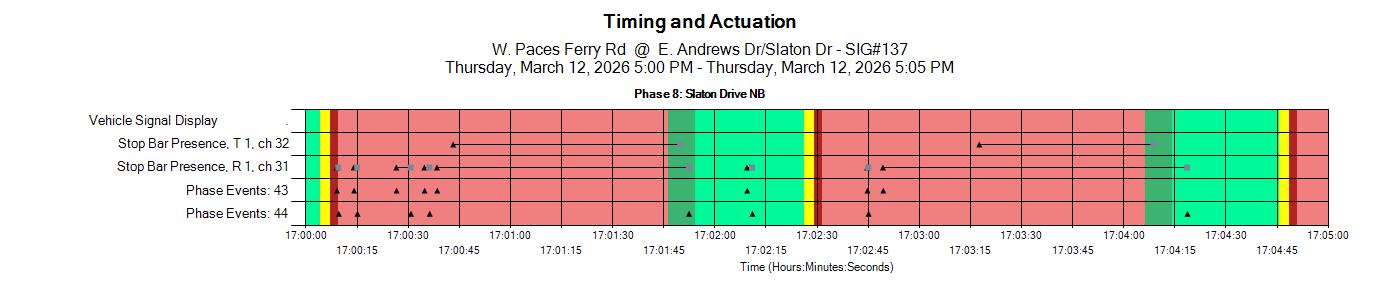 Timing and Actuation
W. Paces Ferry Rd @ E. Andrews Dr/Slaton Dr - SIG#137
Thursday, March 12, 2026 5:00 PM - Thursday, March 12, 2026 5:05 PM
Phase 8: Slaton Drive NB
Vehicle Signal Display .
Stop Bar Presence, T 1, ch 32
Stop Bar Presence, R 1, ch 31
Phase Events: 43
Phase Events: 44
17:00:00 17:00:30 17:01:00 17:01:30 17:02:00 17:02:30 17:03:00 17:03:30 17:04:00 17:04:30 17:05:00
17:00:15 17:00:45 17:01:15 17:01:45 17:02:15 17:02:45 17:03:15 17:03:45 17:04:15 17:04:45
Time (Hours:Minutes:Seconds)